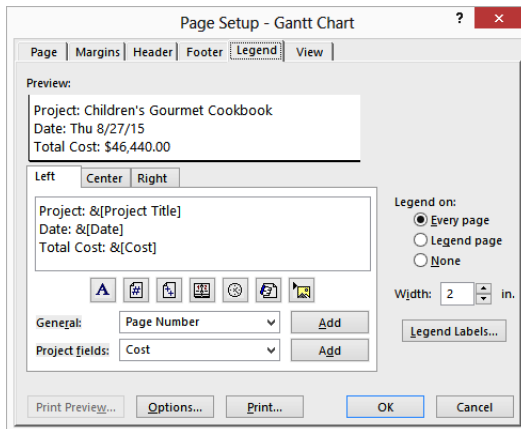 Page Setup - Gantt Chart ? ×
Page Margins Header Footer Legend View
Preview:
Project: Children's Gourmet Cookbook
Date: Thu 8/27/15
Total Cost: $46,440.00
Left Center Right
Project: &[Project Title]
Date: &[Date]
Total Cost: &[Cost]
Legend on:
Every page
Legend page
None
Width: 2 in.
Legend Labels...
A
General: Page Number Add
Project fields: Cost Add
Print Preview... Options... Print... OK Cancel